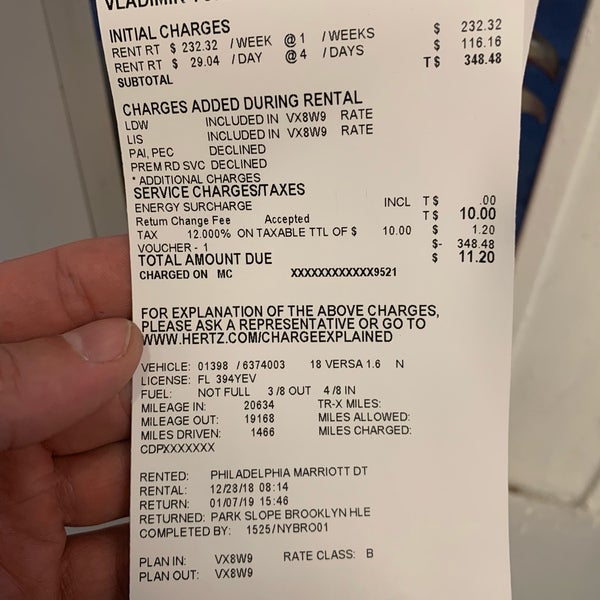 VLADIMIR
INITIAL CHARGES
RENT RT $ 232.32 /WEEK @ 1 /WEEKS $ 232.32
RENT RT $ 29.04 /DAY @ 4 /DAYS $ 116.16
SUBTOTAL T $ 348.48
CHARGES ADDED DURING RENTAL
LDW INCLUDED IN VX8W9 RATE
LIS INCLUDED IN VX8W9 RATE
PAI, PEC DECLINED
PREM RD SVC DECLINED
* ADDITIONAL CHARGES
SERVICE CHARGES/TAXES
ENERGY SURCHARGE INCL T $ .00
Return Change Fee Accepted T $ 10.00
TAX 12.000% ON TAXABLE TTL OF $ 10.00 $ 1.20
VOUCHER - 1 $- 348.48
TOTAL AMOUNT DUE $ 11.20
CHARGED ON MC XXXXXXXXXXXX9521
FOR EXPLANATION OF THE ABOVE CHARGES,
PLEASE ASK A REPRESENTATIVE OR GO TO
WWW.HERTZ.COM/CHARGEEXPLAINED
VEHICLE: 01398 / 6374003 18 VERSA 1.6 N
LICENSE: FL 394YEV
FUEL: NOT FULL 3 /8 OUT 4 /8 IN
MILEAGE IN: 20634 TR-X MILES:
MILEAGE OUT: 19168 MILES ALLOWED:
MILES DRIVEN: 1466 MILES CHARGED:
CDPXXXXXXX
RENTED: PHILADELPHIA MARRIOTT DT
RENTAL: 12/28/18 08:14
RETURN: 01/07/19 15:46
RETURNED: PARK SLOPE BROOKLYN HLE
COMPLETED BY: 1525/NYBRO01
PLAN IN: VX8W9 RATE CLASS: B
PLAN OUT: VX8W9